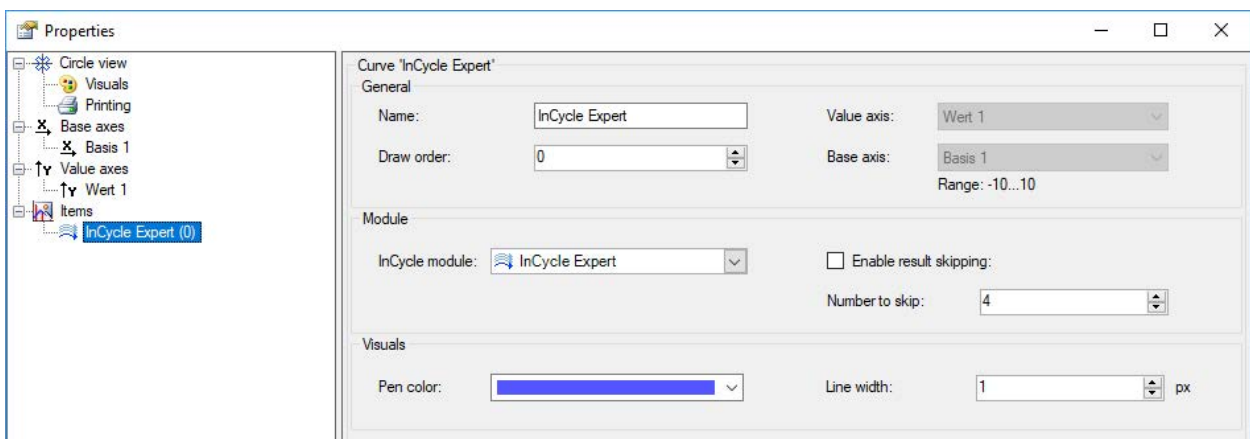 Properties
Circle view
Visuals
Printing
Base axes
Basis 1
Value axes
Wert 1
Items
InCycle Expert (0)
Curve 'InCycle Expert'
General
Name: InCycle Expert Value axis: Wert 1
Draw order: 0 Base axis: Basis 1
Range: -10...10
Module
InCycle module: InCycle Expert Enable result skipping:
Number to skip: 4
Visuals
Pen color: Line width: 1 px